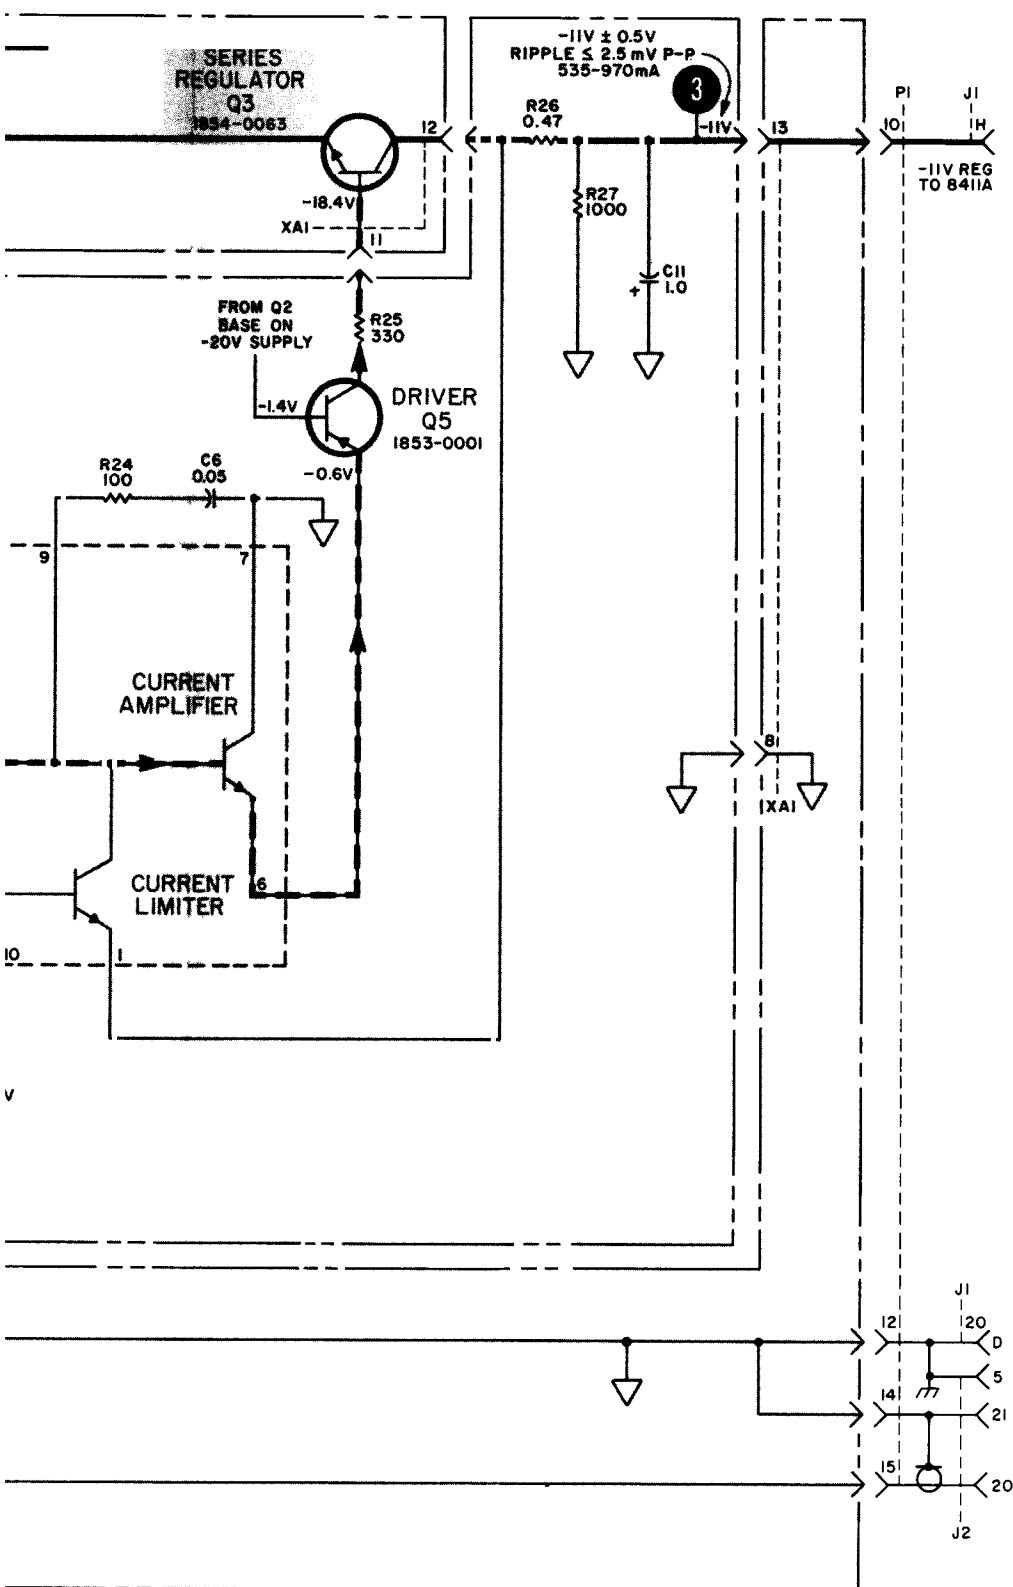 -11V ± 0.5V
RIPPLE ≤ 2.5 mV P-P
535-970mA
3
SERIES
REGULATOR
Q3
1854-0063
12
R26
0.47
-11V
13
10
P1
J1
H
-11V REG
TO 8411A
-18.4V
XA1
11
R27
1000
C11
1.0
+
FROM Q2
BASE ON
-20V SUPPLY
R25
330
-1.4V
DRIVER
Q5
1853-0001
-0.6V
R24
100
C6
0.05
9
7
CURRENT
AMPLIFIER
8
XA1
CURRENT
LIMITER
6
10
1
V
J1
12
20
D
5
14
21
15
20
J2